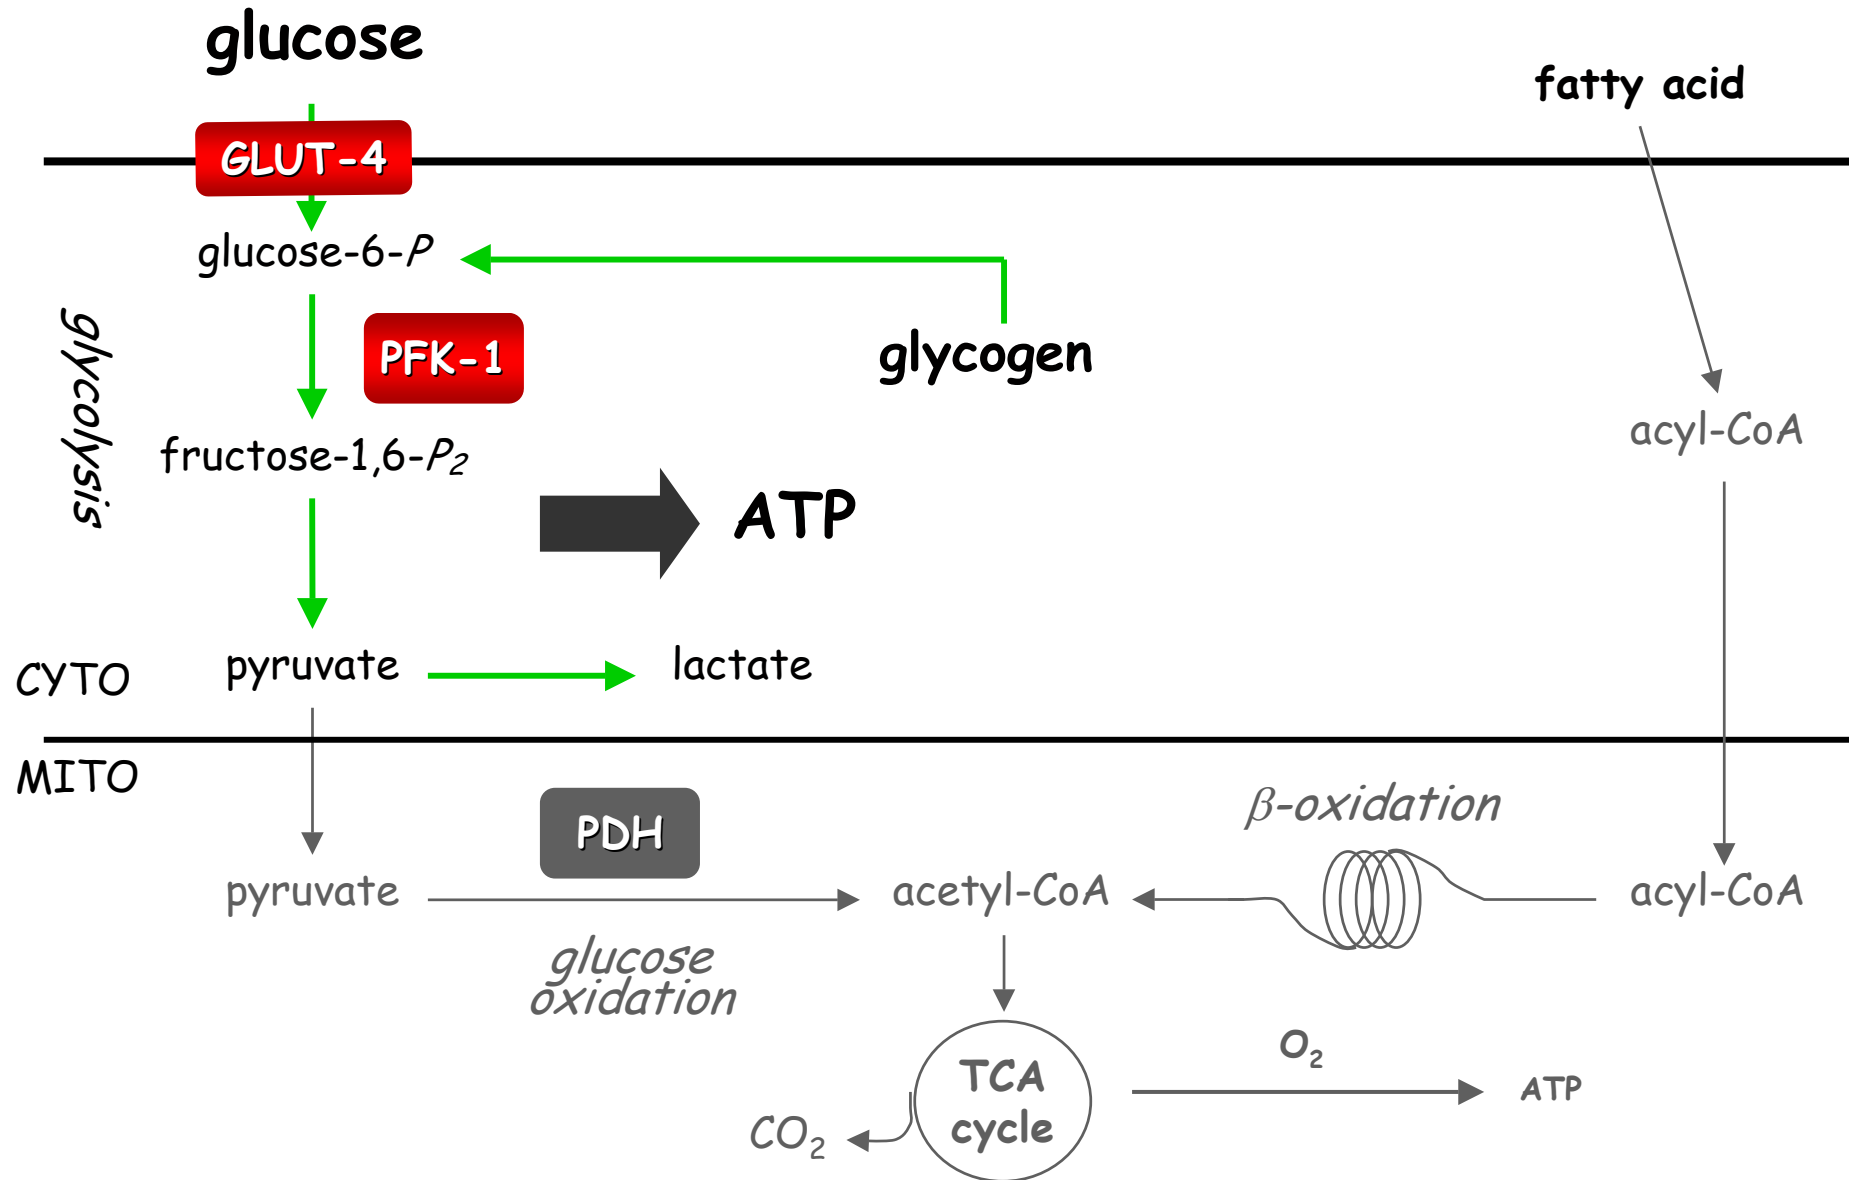 glucose
fatty acid
GLUT-4
glucose-6-P
glycolysis
PFK-1
glycogen
acyl-CoA
fructose-1,6-P₂
ATP
pyruvate
lactate
CYTO
MITO
PDH
β-oxidation
pyruvate
acetyl-CoA
acyl-CoA
glucose
oxidation
O₂
TCA
cycle
ATP
CO₂